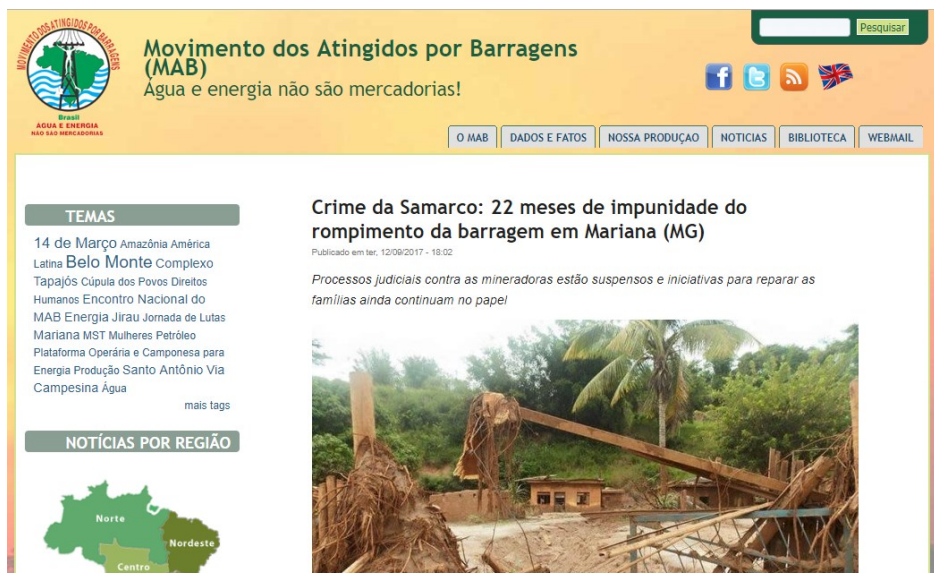 MOVIMENTO DOS ATINGIDOS POR BARRAGENS
Brasil
AGUA E ENERGIA
NÃO SÃO MERCADORIAS
Movimento dos Atingidos por Barragens
(MAB)
Água e energia não são mercadorias!
Pesquisar
O MAB
DADOS E FATOS
NOSSA PRODUÇAO
NOTICIAS
BIBLIOTECA
WEBMAIL
TEMAS
14 de Março Amazônia América
Latina Belo Monte Complexo
Tapajós Cúpula dos Povos Direitos
Humanos Encontro Nacional do
MAB Energia Jirau Jornada de Lutas
Mariana MST Mulheres Petróleo
Plataforma Operária e Camponesa para
Energia Produção Santo Antônio Via
Campesina Água
mais tags
NOTÍCIAS POR REGIÃO
Norte
Nordeste
Centro
Crime da Samarco: 22 meses de impunidade do
rompimento da barragem em Mariana (MG)
Publicado em ter, 12/09/2017 - 18:02
Processos judiciais contra as mineradoras estão suspensos e iniciativas para reparar as
famílias ainda continuam no papel